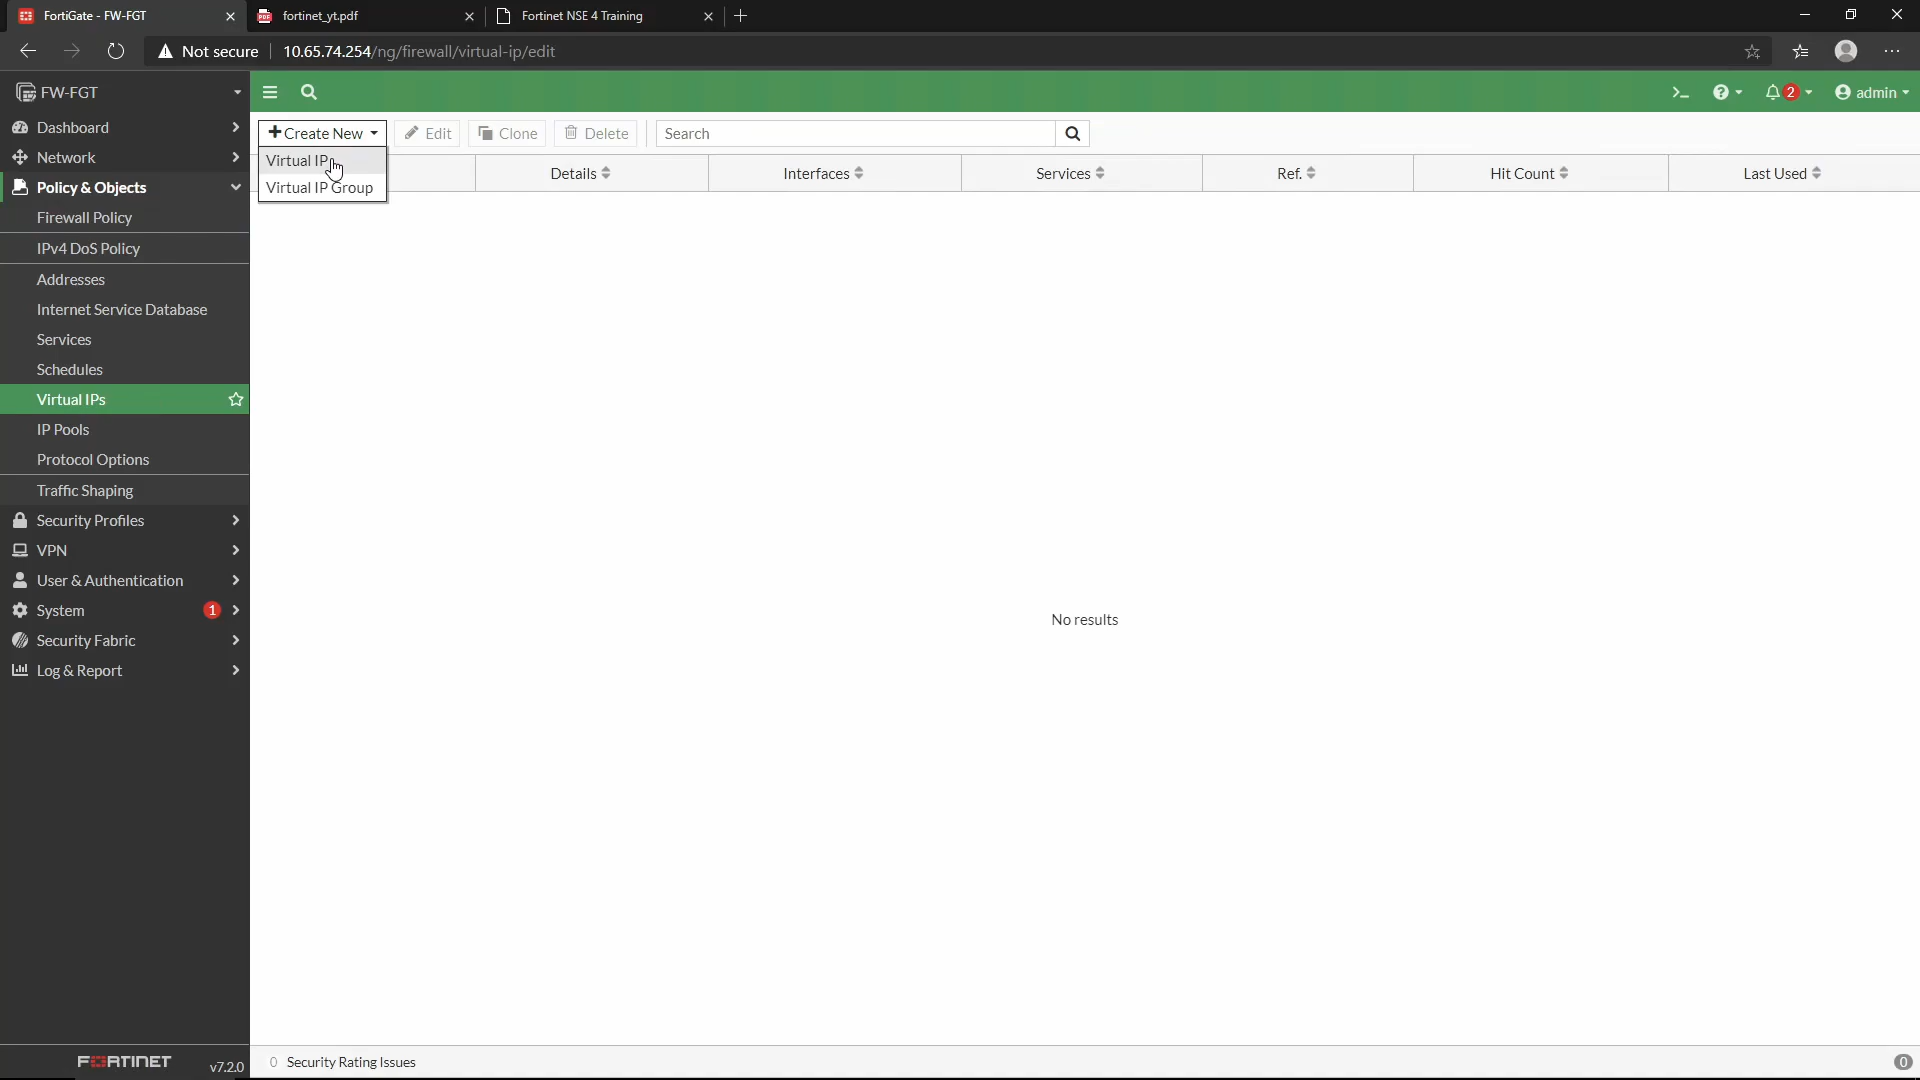 FortiGate - FW-FGT
fortinet_yt.pdf
Fortinet NSE 4 Training
Not secure
10.65.74.254/ng/firewall/virtual-ip/edit
FW-FGT
2
admin
Dashboard
Network
Policy & Objects
Firewall Policy
IPv4 DoS Policy
Addresses
Internet Service Database
Services
Schedules
Virtual IPs
IP Pools
Protocol Options
Traffic Shaping
Security Profiles
VPN
User & Authentication
System 1
Security Fabric
Log & Report
FORTINET v7.2.0
+Create New
Edit
Clone
Delete
Search
Virtual IP
Virtual IP Group
Details
Interfaces
Services
Ref.
Hit Count
Last Used
No results
0 Security Rating Issues
0